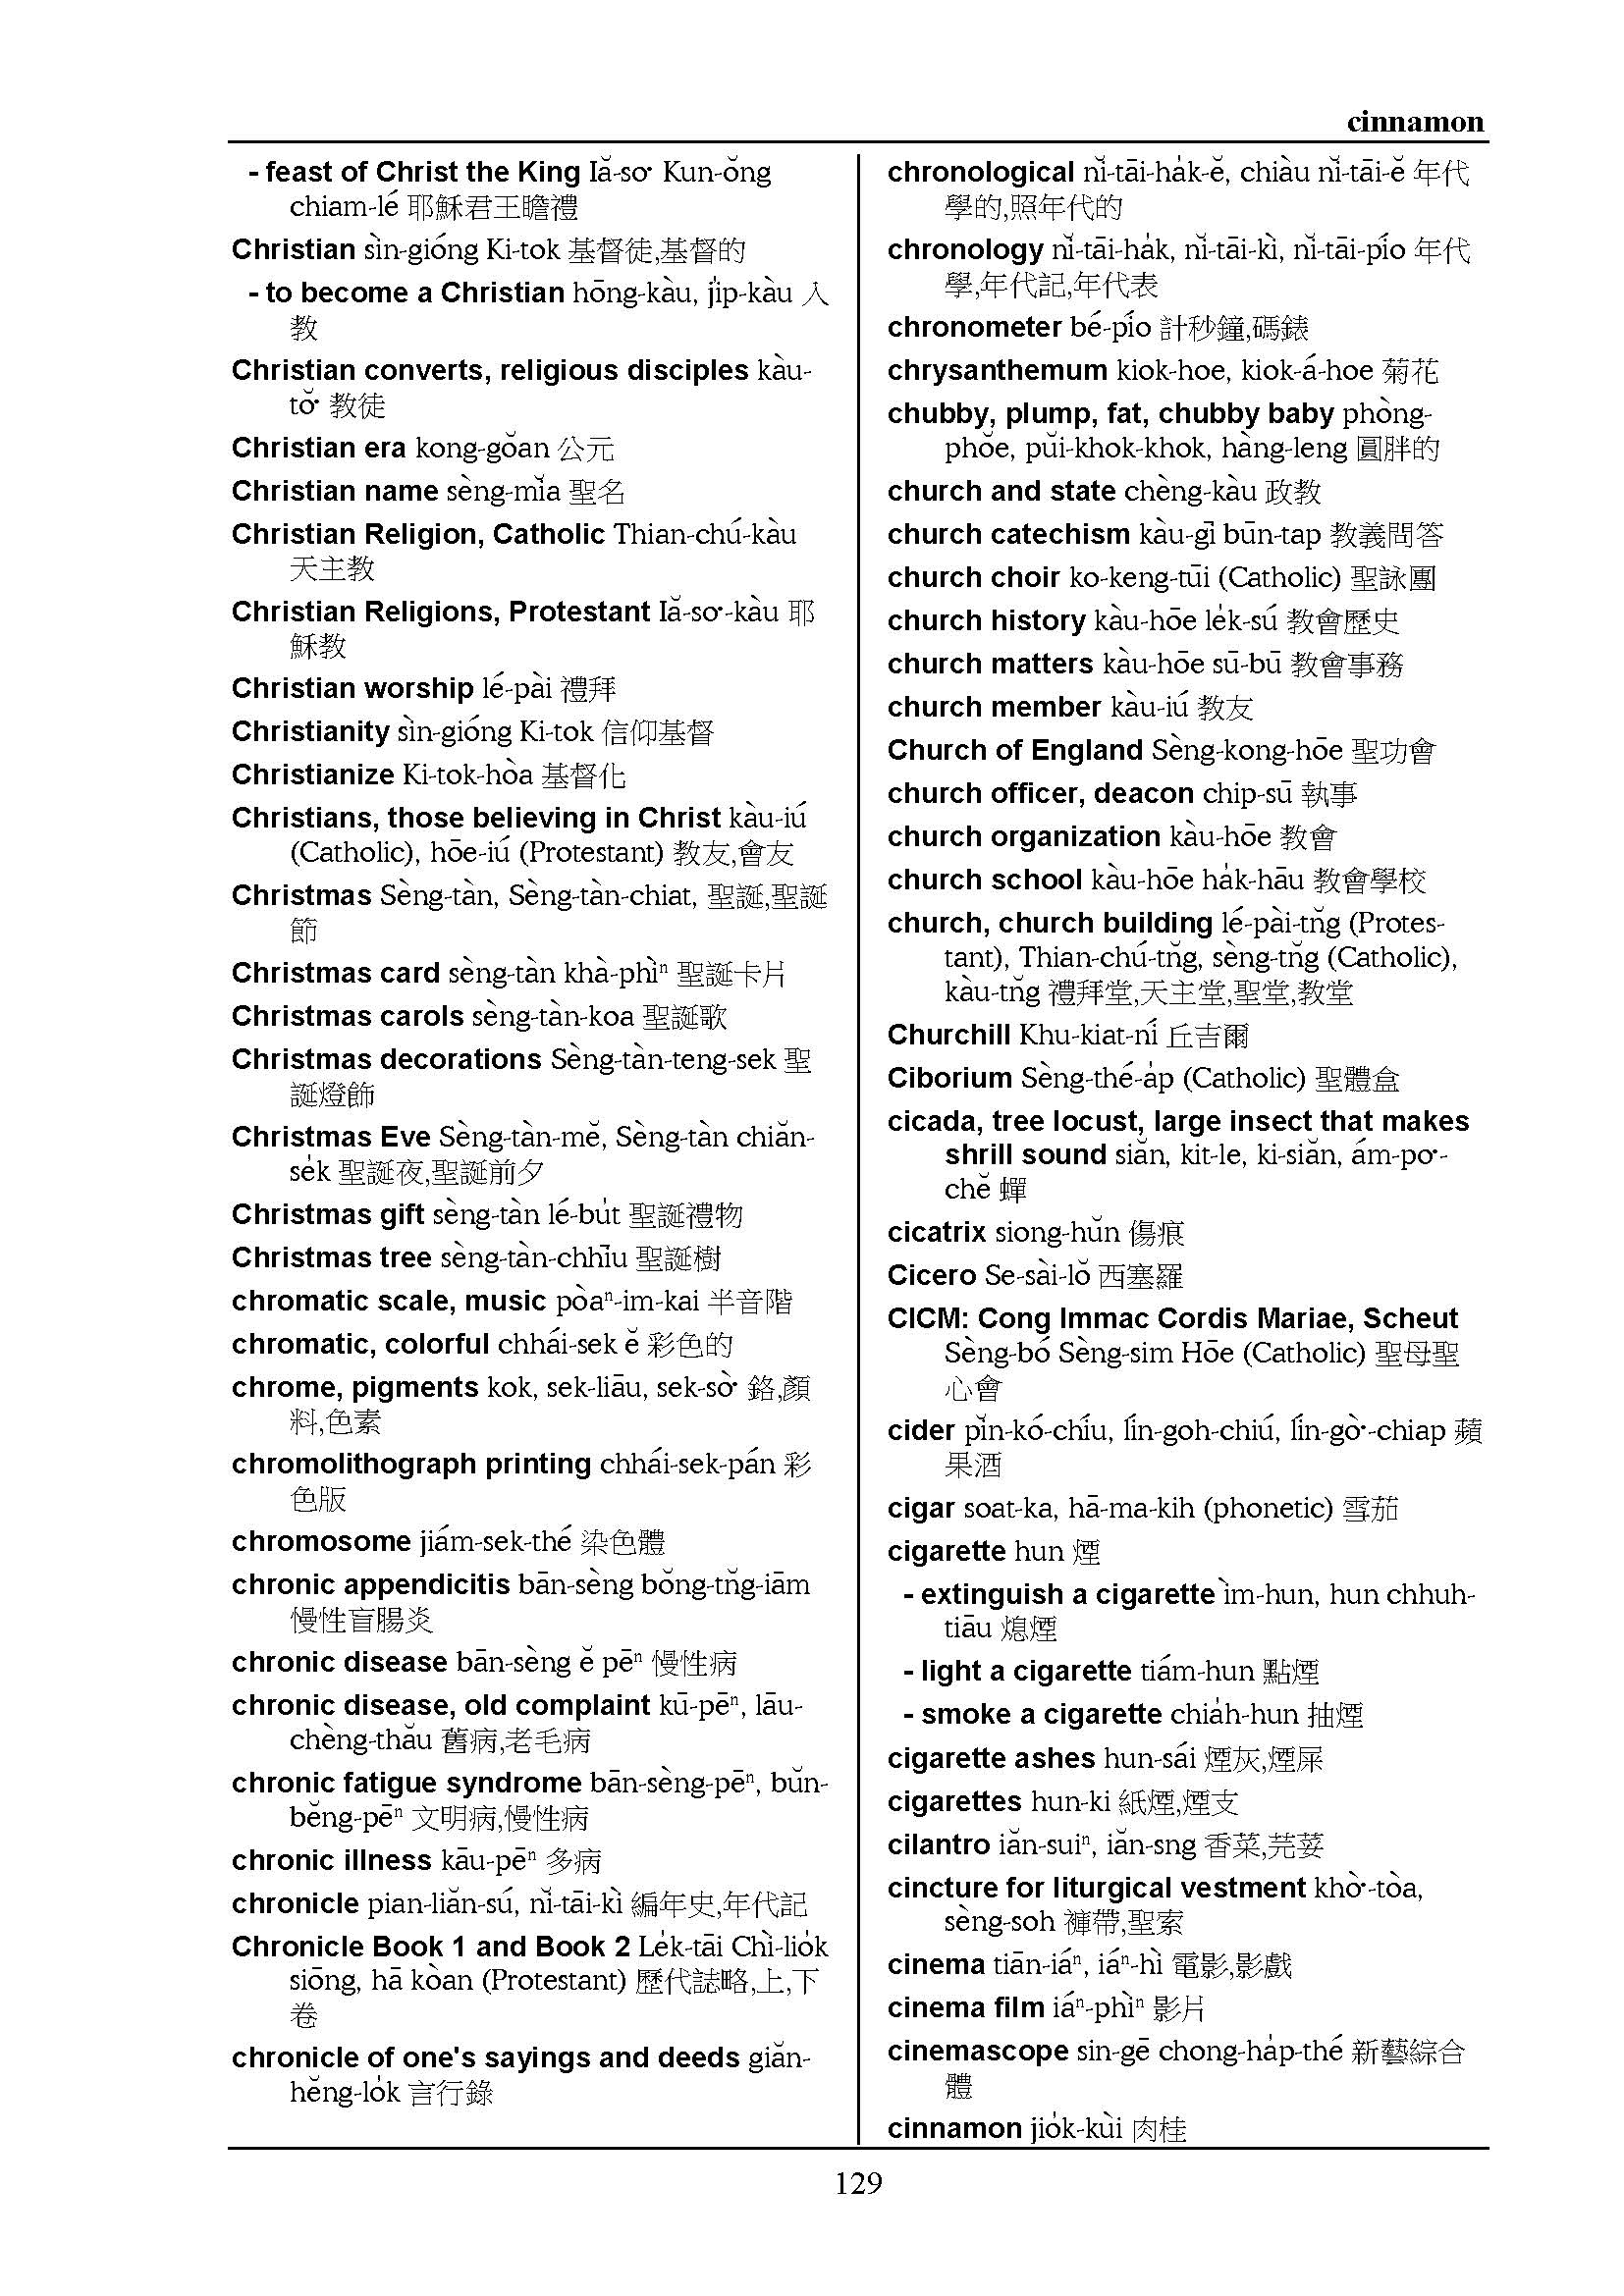 cinnamon
- feast of Christ the King Iă-so͘ Kun-ŏng
chiam-lé 耶穌君王瞻禮
Christian sìn-gióng Ki-tok 基督徒,基督的
- to become a Christian hōng-kàu, ji̍p-kàu 入
教
Christian converts, religious disciples kàu-
tŏ͘ 教徒
Christian era kong-goăn 公元
Christian name sèng-mĭa 聖名
Christian Religion, Catholic Thian-chú-kàu
天主教
Christian Religions, Protestant Iă-so͘-kàu 耶
穌教
Christian worship lé-pài 禮拜
Christianity sìn-gióng Ki-tok 信仰基督
Christianize Ki-tok-hòa 基督化
Christians, those believing in Christ kàu-iú
(Catholic), hōe-iú (Protestant) 教友,會友
Christmas Sèng-tàn, Sèng-tàn-chiat, 聖誕,聖誕
節
Christmas card sèng-tàn khà-phìⁿ 聖誕卡片
Christmas carols sèng-tàn-koa 聖誕歌
Christmas decorations Sèng-tàn-teng-sek 聖
誕燈飾
Christmas Eve Sèng-tàn-mĕ, Sèng-tàn chiăn-
se̍k 聖誕夜,聖誕前夕
Christmas gift sèng-tàn lé-bu̍t 聖誕禮物
Christmas tree sèng-tàn-chhīu 聖誕樹
chromatic scale, music pòaⁿ-im-kai 半音階
chromatic, colorful chhái-sek ĕ 彩色的
chrome, pigments kok, sek-liāu, sek-sò͘ 鉻,顏
料,色素
chromolithograph printing chhái-sek-pán 彩
色版
chromosome jiám-sek-thé 染色體
chronic appendicitis bān-sèng bŏng-tn̆g-iām
慢性盲腸炎
chronic disease bān-sèng ĕ pēⁿ 慢性病
chronic disease, old complaint kū-pēⁿ, lāu-
chèng-thău 舊病,老毛病
chronic fatigue syndrome bān-sèng-pēⁿ, bŭn-
bĕng-pēⁿ 文明病,慢性病
chronic illness kāu-pēⁿ 多病
chronicle pian-liăn-sú, nĭ-tāi-kì 編年史,年代記
Chronicle Book 1 and Book 2 Le̍k-tāi Chì-lio̍k
siōng, hā kòan (Protestant) 歷代誌略,上,下
卷
chronicle of one's sayings and deeds giăn-
hĕng-lo̍k 言行錄
chronological nĭ-tāi-ha̍k-ĕ, chiàu nĭ-tāi-ĕ 年代
學的,照年代的
chronology nĭ-tāi-ha̍k, nĭ-tāi-kì, nĭ-tāi-pío 年代
學,年代記,年代表
chronometer bé-pío 計秒鐘,碼錶
chrysanthemum kiok-hoe, kiok-á-hoe 菊花
chubby, plump, fat, chubby baby phòng-
phŏe, pŭi-khok-khok, hàng-leng 圓胖的
church and state chèng-kàu 政教
church catechism kàu-gī būn-tap 教義問答
church choir ko-keng-tūi (Catholic) 聖詠團
church history kàu-hōe le̍k-sú 教會歷史
church matters kàu-hōe sū-bū 教會事務
church member kàu-iú 教友
Church of England Sèng-kong-hōe 聖功會
church officer, deacon chip-sū 執事
church organization kàu-hōe 教會
church school kàu-hōe ha̍k-hāu 教會學校
church, church building lé-pài-tn̆g (Protes-
tant), Thian-chú-tn̆g, sèng-tn̆g (Catholic),
kàu-tn̆g 禮拜堂,天主堂,聖堂,教堂
Churchill Khu-kiat-ní 丘吉爾
Ciborium Sèng-thé-a̍p (Catholic) 聖體盒
cicada, tree locust, large insect that makes
shrill sound siăn, kit-le, ki-siăn, ám-po͘-
chĕ 蟬
cicatrix siong-hŭn 傷痕
Cicero Se-sài-lŏ 西塞羅
CICM: Cong Immac Cordis Mariae, Scheut
Sèng-bó Sèng-sim Hōe (Catholic) 聖母聖
心會
cider pĭn-kó-chíu, lín-goh-chiú, lín-gò͘-chiap 蘋
果酒
cigar soat-ka, hā-ma-kih (phonetic) 雪茄
cigarette hun 煙
- extinguish a cigarette ìm-hun, hun chhuh-
tiāu 熄煙
- light a cigarette tiám-hun 點煙
- smoke a cigarette chia̍h-hun 抽煙
cigarette ashes hun-sái 煙灰,煙屎
cigarettes hun-ki 紙煙,煙支
cilantro iăn-suiⁿ, iăn-sng 香菜,芫荽
cincture for liturgical vestment khò͘-tòa,
sèng-soh 褲帶,聖索
cinema tiān-iáⁿ, iáⁿ-hì 電影,影戲
cinema film iáⁿ-phìⁿ 影片
cinemascope sin-gē chong-ha̍p-thé 新藝綜合
體
cinnamon jio̍k-kùi 肉桂
129